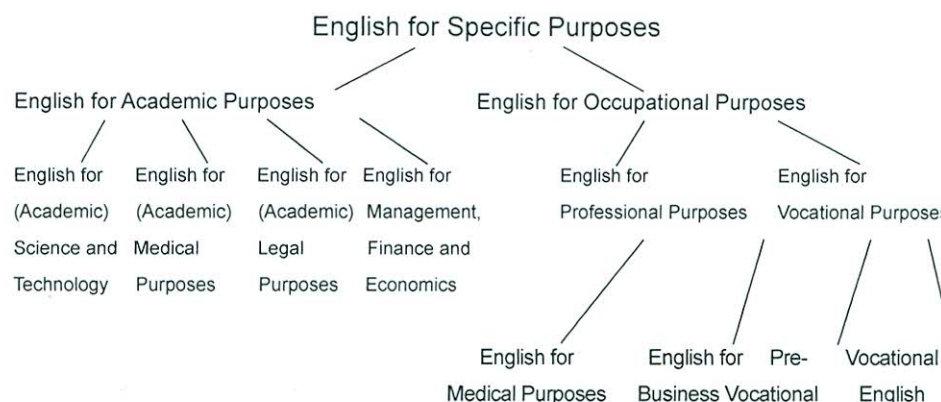 English for Specific Purposes
English for Academic Purposes
English for Occupational Purposes
English for
(Academic)
Science and
Technology
English for
(Academic)
Medical
Purposes
English for
(Academic)
Legal
Purposes
English for
Management,
Finance and
Economics
English for
Professional Purposes
English for
Vocational Purposes
English for
Medical Purposes
English for
Business
Pre-
Vocational
Vocational
English